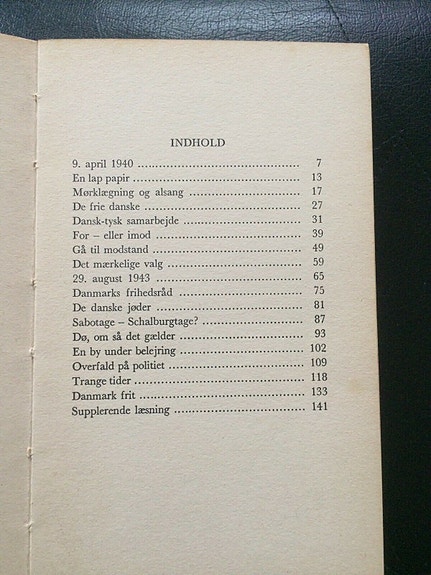 INDHOLD
9. april 1940 ........................................ 7
En lap papir ........................................ 13
Mørklægning og alsang ........................... 17
De frie danske ...................................... 27
Dansk-tysk samarbejde ............................ 31
For – eller imod .................................... 39
Gå til modstand ..................................... 49
Det mærkelige valg ................................. 59
29. august 1943 ..................................... 65
Danmarks frihedsråd ............................... 75
De danske jøder ..................................... 81
Sabotage – Schalburgtage? ........................ 87
Dø, om så det gælder .............................. 93
En by under belejring .............................. 102
Overfald på politiet ................................. 109
Trange tider ......................................... 118
Danmark frit ......................................... 133
Supplerende læsning ............................... 141